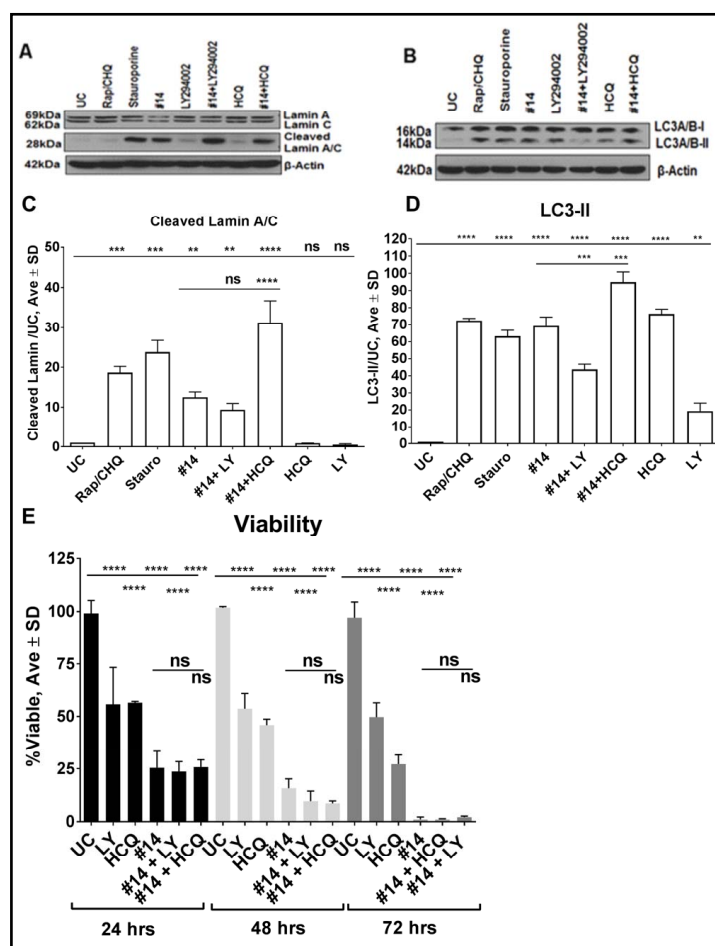 A
UC
Rap/CHQ
Stauroporine
#14
LY294002
#14+LY294002
HCQ
#14+HCQ
69kDa
62kDa
Lamin A
Lamin C
28kDa
Cleaved
Lamin A/C
42kDa
β-Actin
B
UC
Rap/CHQ
Stauroporine
#14
LY294002
#14+LY294002
HCQ
#14+HCQ
16kDa
14kDa
LC3A/B-I
LC3A/B-II
42kDa
β-Actin
C
Cleaved Lamin A/C
Cleaved Lamin /UC, Ave ± SD
50
40
30
20
10
0
*** *** ** ** **** ns ns
ns ****
UC
Rap/CHQ
Stauro
#14
#14+ LY
#14+HCQ
HCQ
LY
D
LC3-II
LC3-II/UC, Ave ± SD
120
110
100
90
80
70
60
50
40
30
20
10
0
**** **** **** **** **** **** **
*** ***
UC
Rap/CHQ
Stauro
#14
#14+ LY
#14+HCQ
HCQ
LY
E
Viability
%Viable, Ave ± SD
125
100
75
50
25
0
**** **** **** **** **** **** **** **** ****
**** **** **** **** **** ****
ns ns ns
ns ns ns
UC
LY
HCQ
#14
#14 + LY
#14 + HCQ
UC
LY
HCQ
#14
#14 + LY
#14 + HCQ
UC
LY
HCQ
#14
#14 + HCQ
#14 + LY
24 hrs
48 hrs
72 hrs